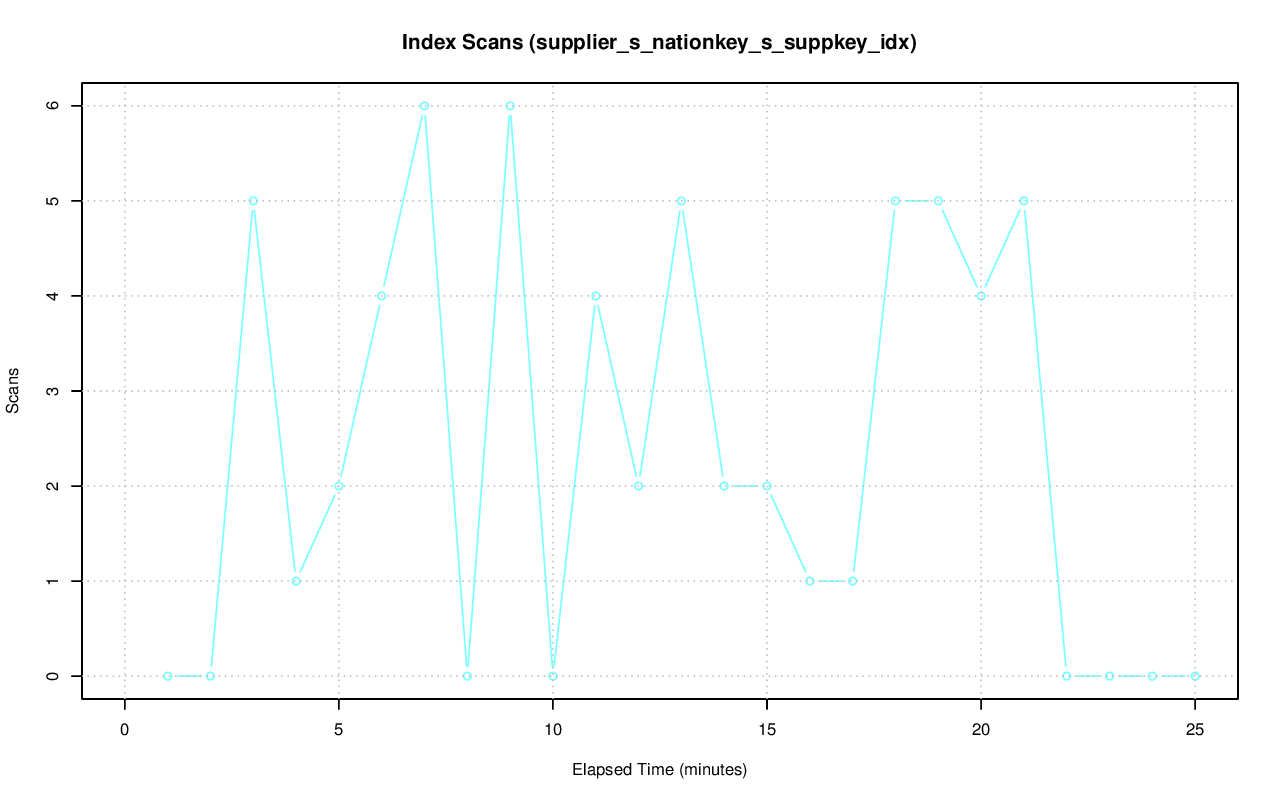 Index Scans (supplier_s_nationkey_s_suppkey_idx)
6
5
4
3
2
1
0
Scans
0 5 10 15 20 25
Elapsed Time (minutes)